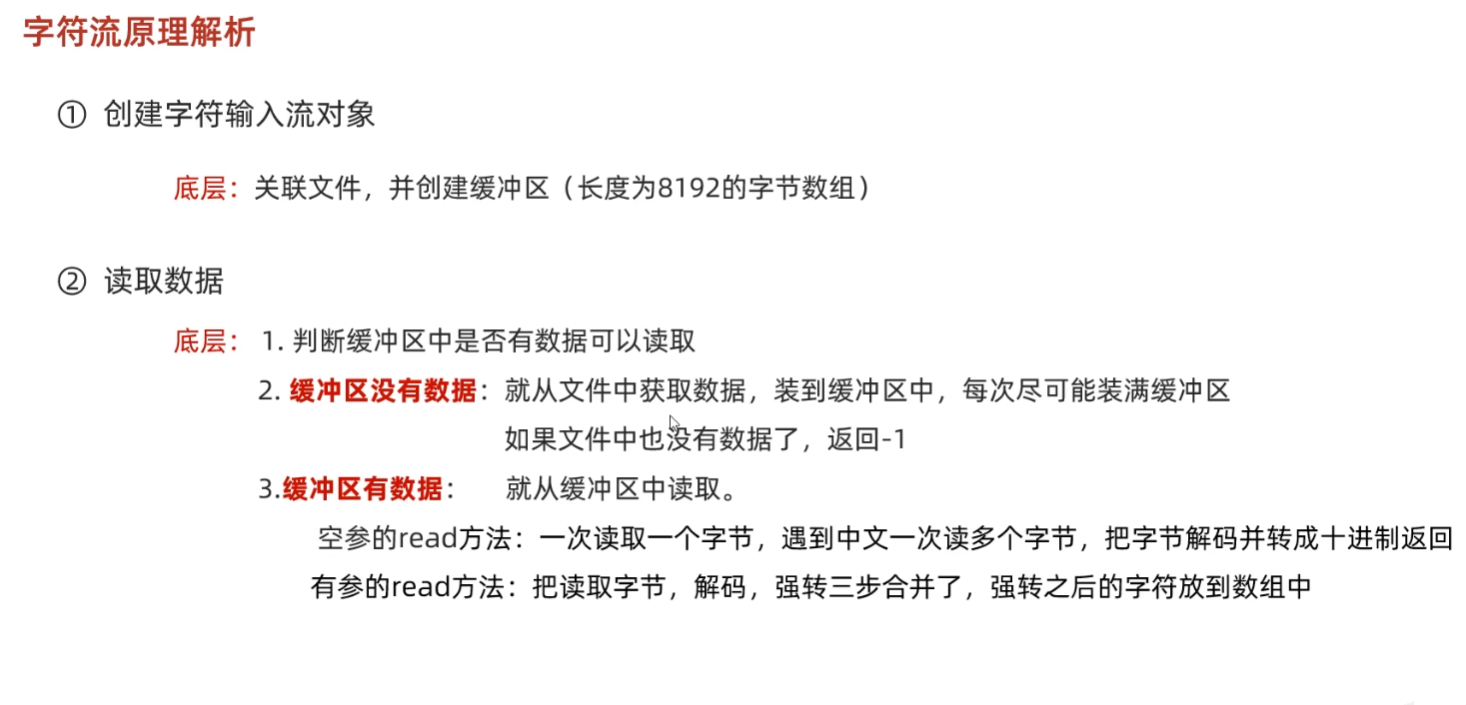 字符流原理解析
① 创建字符输入流对象
底层：关联文件，并创建缓冲区（长度为8192的字节数组）
② 读取数据
底层： 1. 判断缓冲区中是否有数据可以读取
2. 缓冲区没有数据：就从文件中获取数据，装到缓冲区中，每次尽可能装满缓冲区
如果文件中也没有数据了，返回-1
3.缓冲区有数据： 就从缓冲区中读取。
空参的read方法：一次读取一个字节，遇到中文一次读多个字节，把字节解码并转成十进制返回
有参的read方法：把读取字节，解码，强转三步合并了，强转之后的字符放到数组中